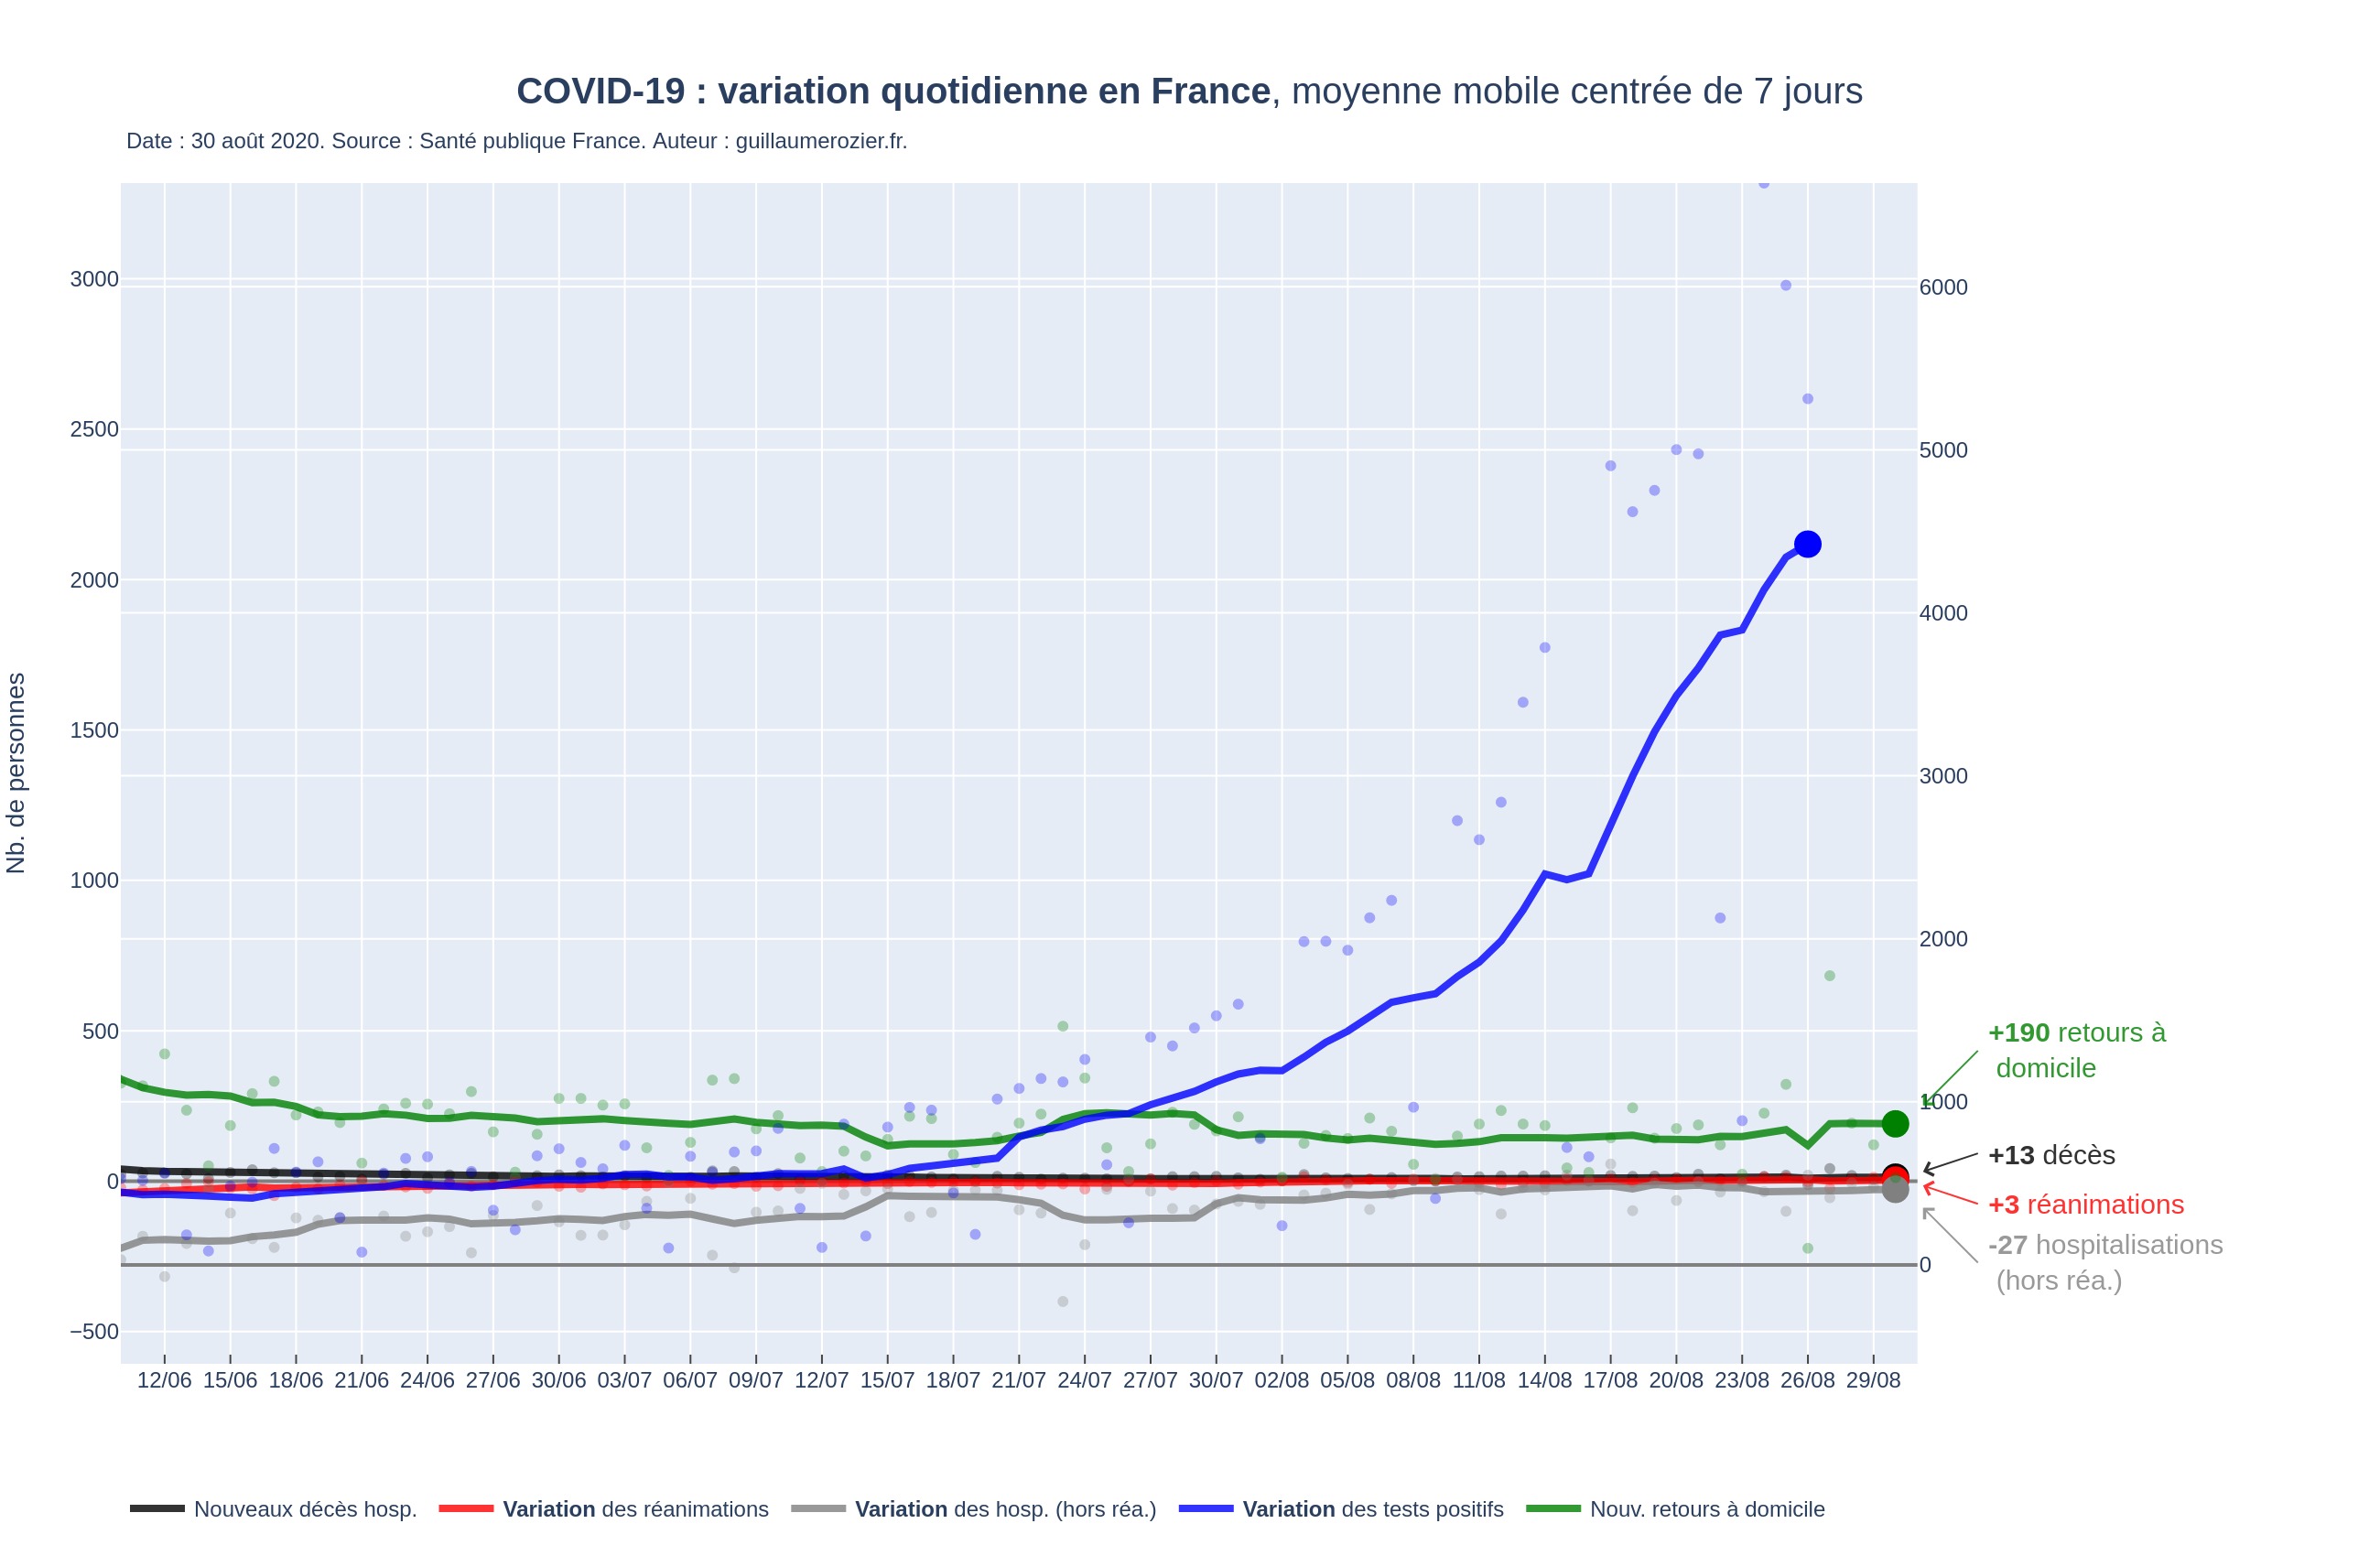 COVID-19 : variation quotidienne en France, moyenne mobile centrée de 7 jours
Date : 30 août 2020. Source : Santé publique France. Auteur : guillaumerozier.fr.
Nb. de personnes
3000
2500
2000
1500
1000
500
0
−500
6000
5000
4000
3000
2000
1000
0
+190 retours à
domicile
+13 décès
+3 réanimations
-27 hospitalisations
(hors réa.)
12/06 15/06 18/06 21/06 24/06 27/06 30/06 03/07 06/07 09/07 12/07 15/07 18/07 21/07 24/07 27/07 30/07 02/08 05/08 08/08 11/08 14/08 17/08 20/08 23/08 26/08 29/08
Nouveaux décès hosp. Variation des réanimations Variation des hosp. (hors réa.) Variation des tests positifs Nouv. retours à domicile